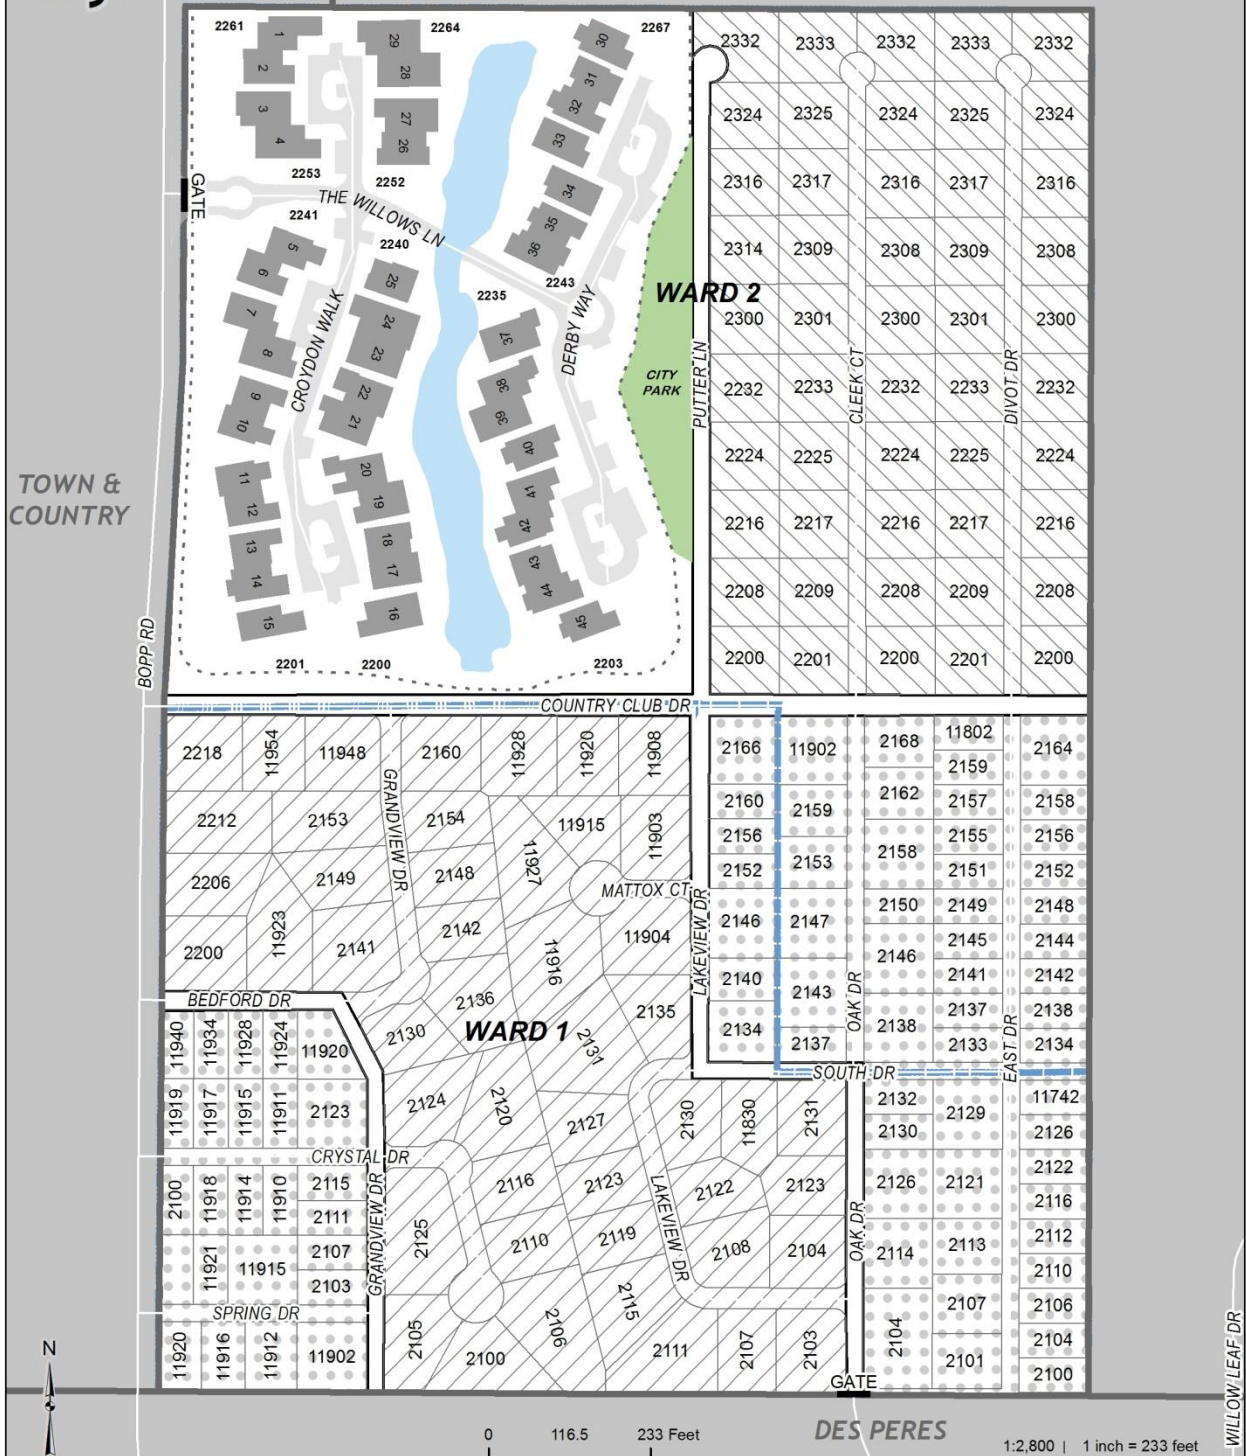 2261
2264
2267
1
2
3
4
29
28
27
26
30
31
32
33
34
35
36
2253
2252
GATE
THE WILLOWS LN
2241
2240
2243
2235
5
6
7
8
9
10
11
12
13
14
15
25
24
23
22
21
20
19
18
17
16
37
38
39
40
41
42
43
44
45
CROYDON WALK
DERBY WAY
CITY
PARK
WARD 2
PUTTER LN
CLEEK CT
DIVOT DR
2332 2333 2332 2333 2332
2324 2325 2324 2325 2324
2316 2317 2316 2317 2316
2314 2309 2308 2309 2308
2300 2301 2300 2301 2300
2232 2233 2232 2233 2232
2224 2225 2224 2225 2224
2216 2217 2216 2217 2216
2208 2209 2208 2209 2208
2200 2201 2200 2201 2200
TOWN &
COUNTRY
BOPP RD
2201
2200
2203
COUNTRY CLUB DR
2218 11954 11948 2160 11928 11920 11908
2212 2153 2154 11915 11903
2206 2149 2148 11927
GRANDVIEW DR
MATTOX CT
2200 11923 2141 2142 11916 11904
BEDFORD DR
2136
2135
2130
WARD 1
2131
LAKEVIEW DR
2166 11902 2168 11802 2164
2159
2160 2159 2162 2157 2158
2156 2155 2156
2152 2153 2158 2151 2152
2146 2147 2150 2149 2148
2146 2145 2144
2140 2143 2141 2142
2134 2138 2137 2138
2137 2133 2134
OAK DR
EAST DR
SOUTH DR
11940 11934 11928 11924 11920
11919 11917 11915 11911 2123
CRYSTAL DR
2100 11918 11914 11910 2115
2111
11921 11915 2107
2103
SPRING DR
11920 11916 11912 11902
GRANDVIEW DR
2124 2120 2127 2130 11830 2131
2125 2116 2123 2122 2123
2110 2119 2108 2104
LAKEVIEW DR
2105 2100 2106 2115 2111 2107 2103
OAK DR
2132 2129 11742
2130 2126
2126 2121 2122
2116
2114 2113 2112
2110
2104 2107 2106
2104
2101 2100
GATE
N
0 116.5 233 Feet
DES PERES
1:2,800 | 1 inch = 233 feet
WILLOW LEAF DR